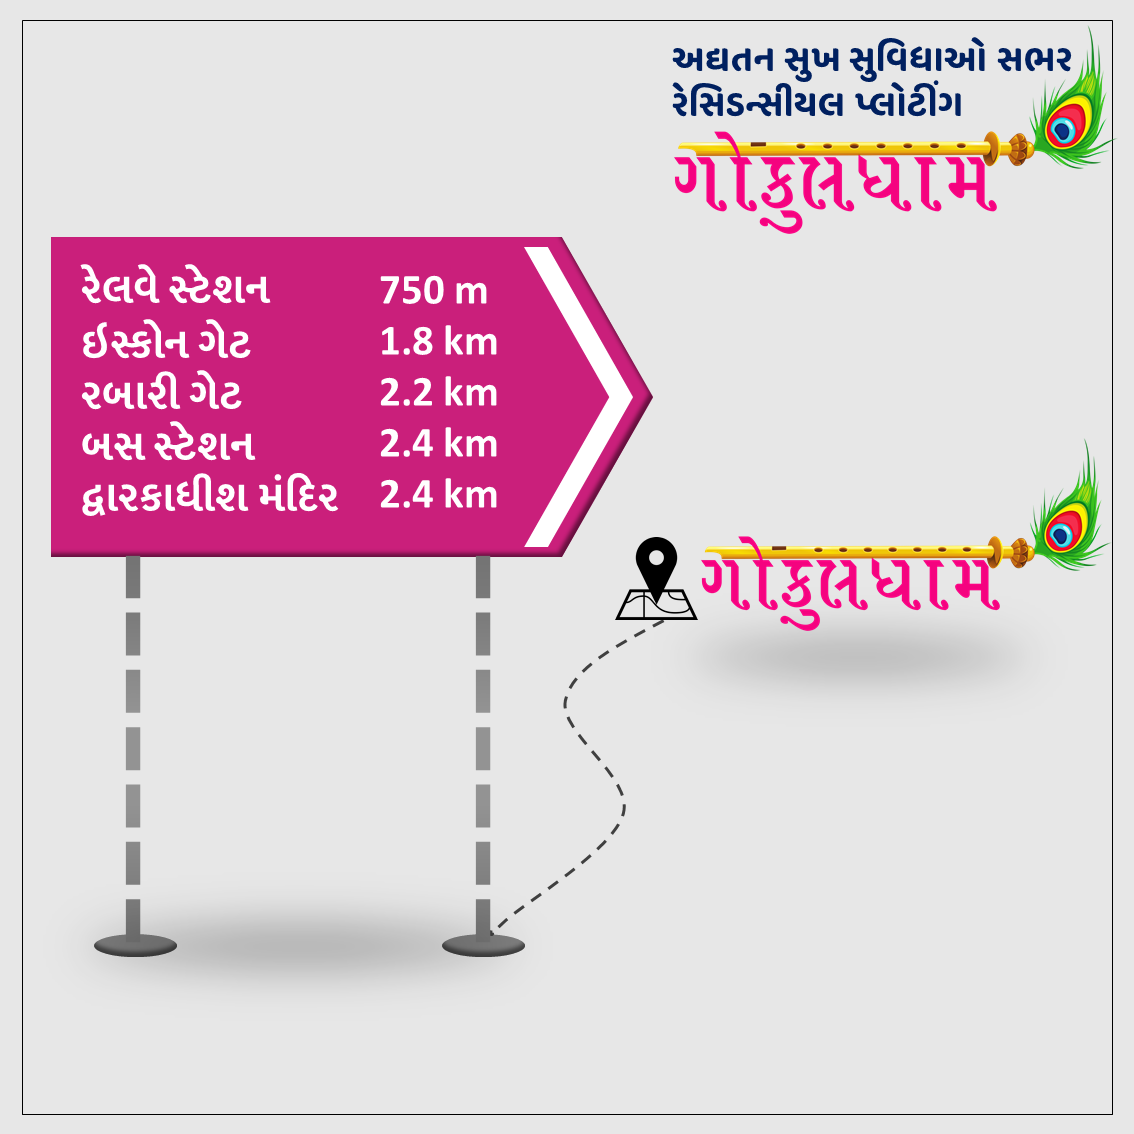 અદ્યતન સુખ સુવિધાઓ સભર
રેસિડન્સીયલ પ્લોટીંગ
ગોકુલધામ
રેલવે સ્ટેશન 750 m
ઇસ્કોન ગેટ 1.8 km
રબારી ગેટ 2.2 km
બસ સ્ટેશન 2.4 km
દ્વારકાધીશ મંદિર 2.4 km
ગોકુલધામ